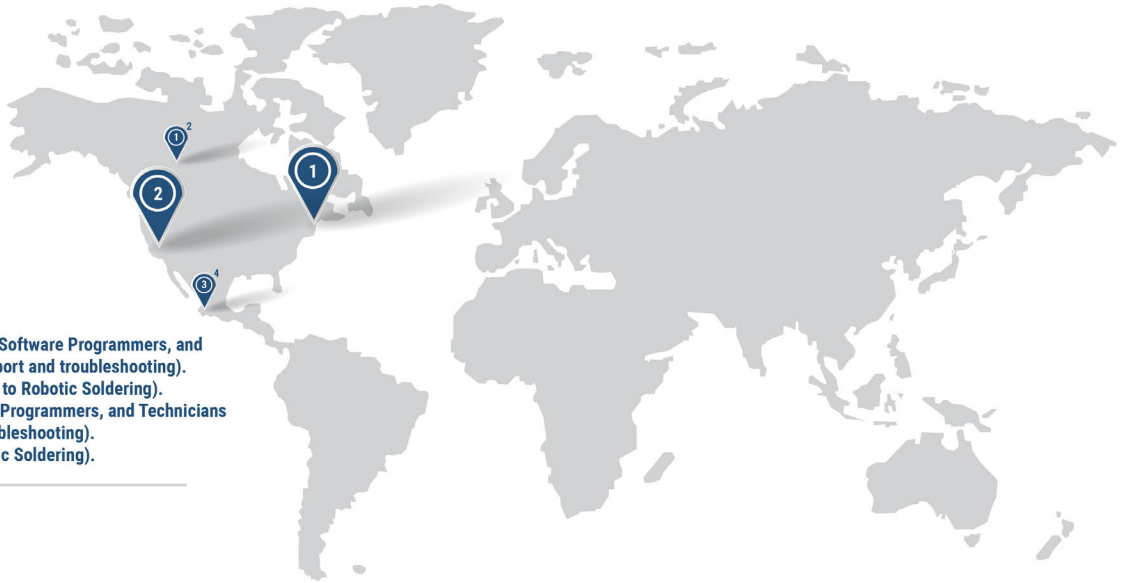 1
2
2
1
3
4
Software Programmers, and
port and troubleshooting).
to Robotic Soldering).
Programmers, and Technicians
bleshooting).
c Soldering).